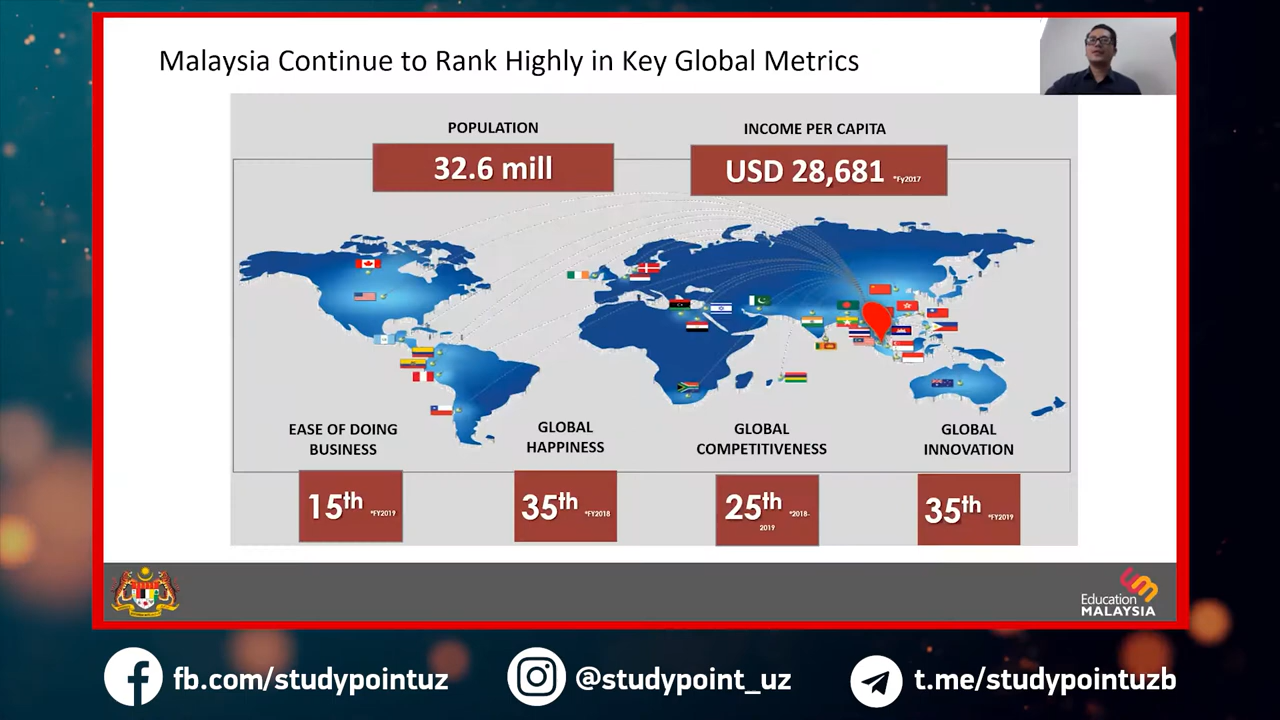 Malaysia Continue to Rank Highly in Key Global Metrics
POPULATION
32.6 mill
INCOME PER CAPITA
USD 28,681 *Fy2017
EASE OF DOING
BUSINESS
15th *FY2019
GLOBAL
HAPPINESS
35th *FY2018
GLOBAL
COMPETITIVENESS
25th *2018-
2019
GLOBAL
INNOVATION
35th *FY2019
Education
MALAYSIA
fb.com/studypointuz
@studypoint_uz
t.me/studypointuzb